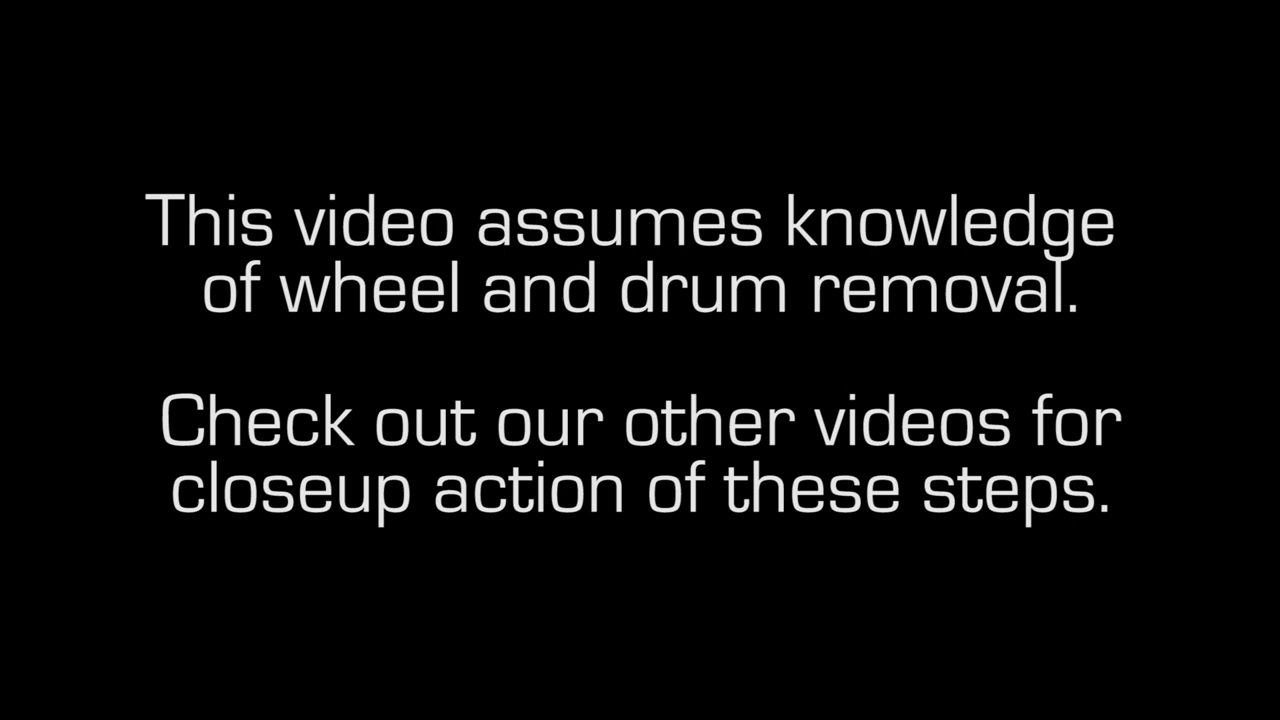 This video assumes knowledge
of wheel and drum removal.
Check out our other videos for
closeup action of these steps.